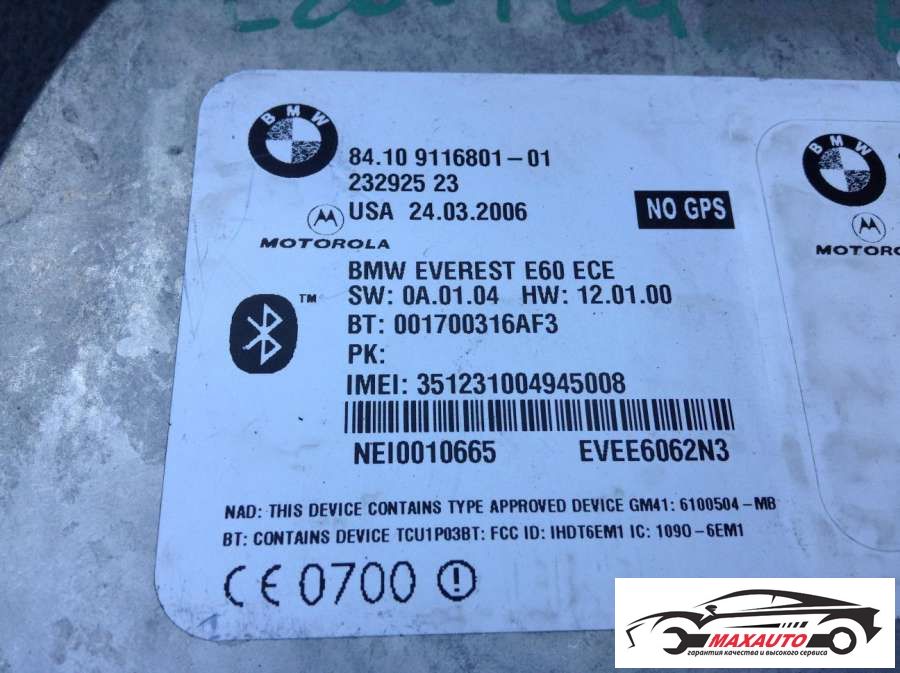 BMW
84.10 9116801-01
232925 23
USA 24.03.2006
MOTOROLA
NO GPS
BMW EVEREST E60 ECE
SW: 0A.01.04 HW: 12.01.00
TM
BT: 001700316AF3
PK:
IMEI: 351231004945008
NEI0010665 EVEE6062N3
NAD: THIS DEVICE CONTAINS TYPE APPROVED DEVICE GM41: 6100504-MB
BT: CONTAINS DEVICE TCU1P03BT: FCC ID: IHDT6EM1 IC: 1090-6EM1
CE 0700
BMW
MOTORO
MAXAUTO
гарантия качества и высокого сервиса